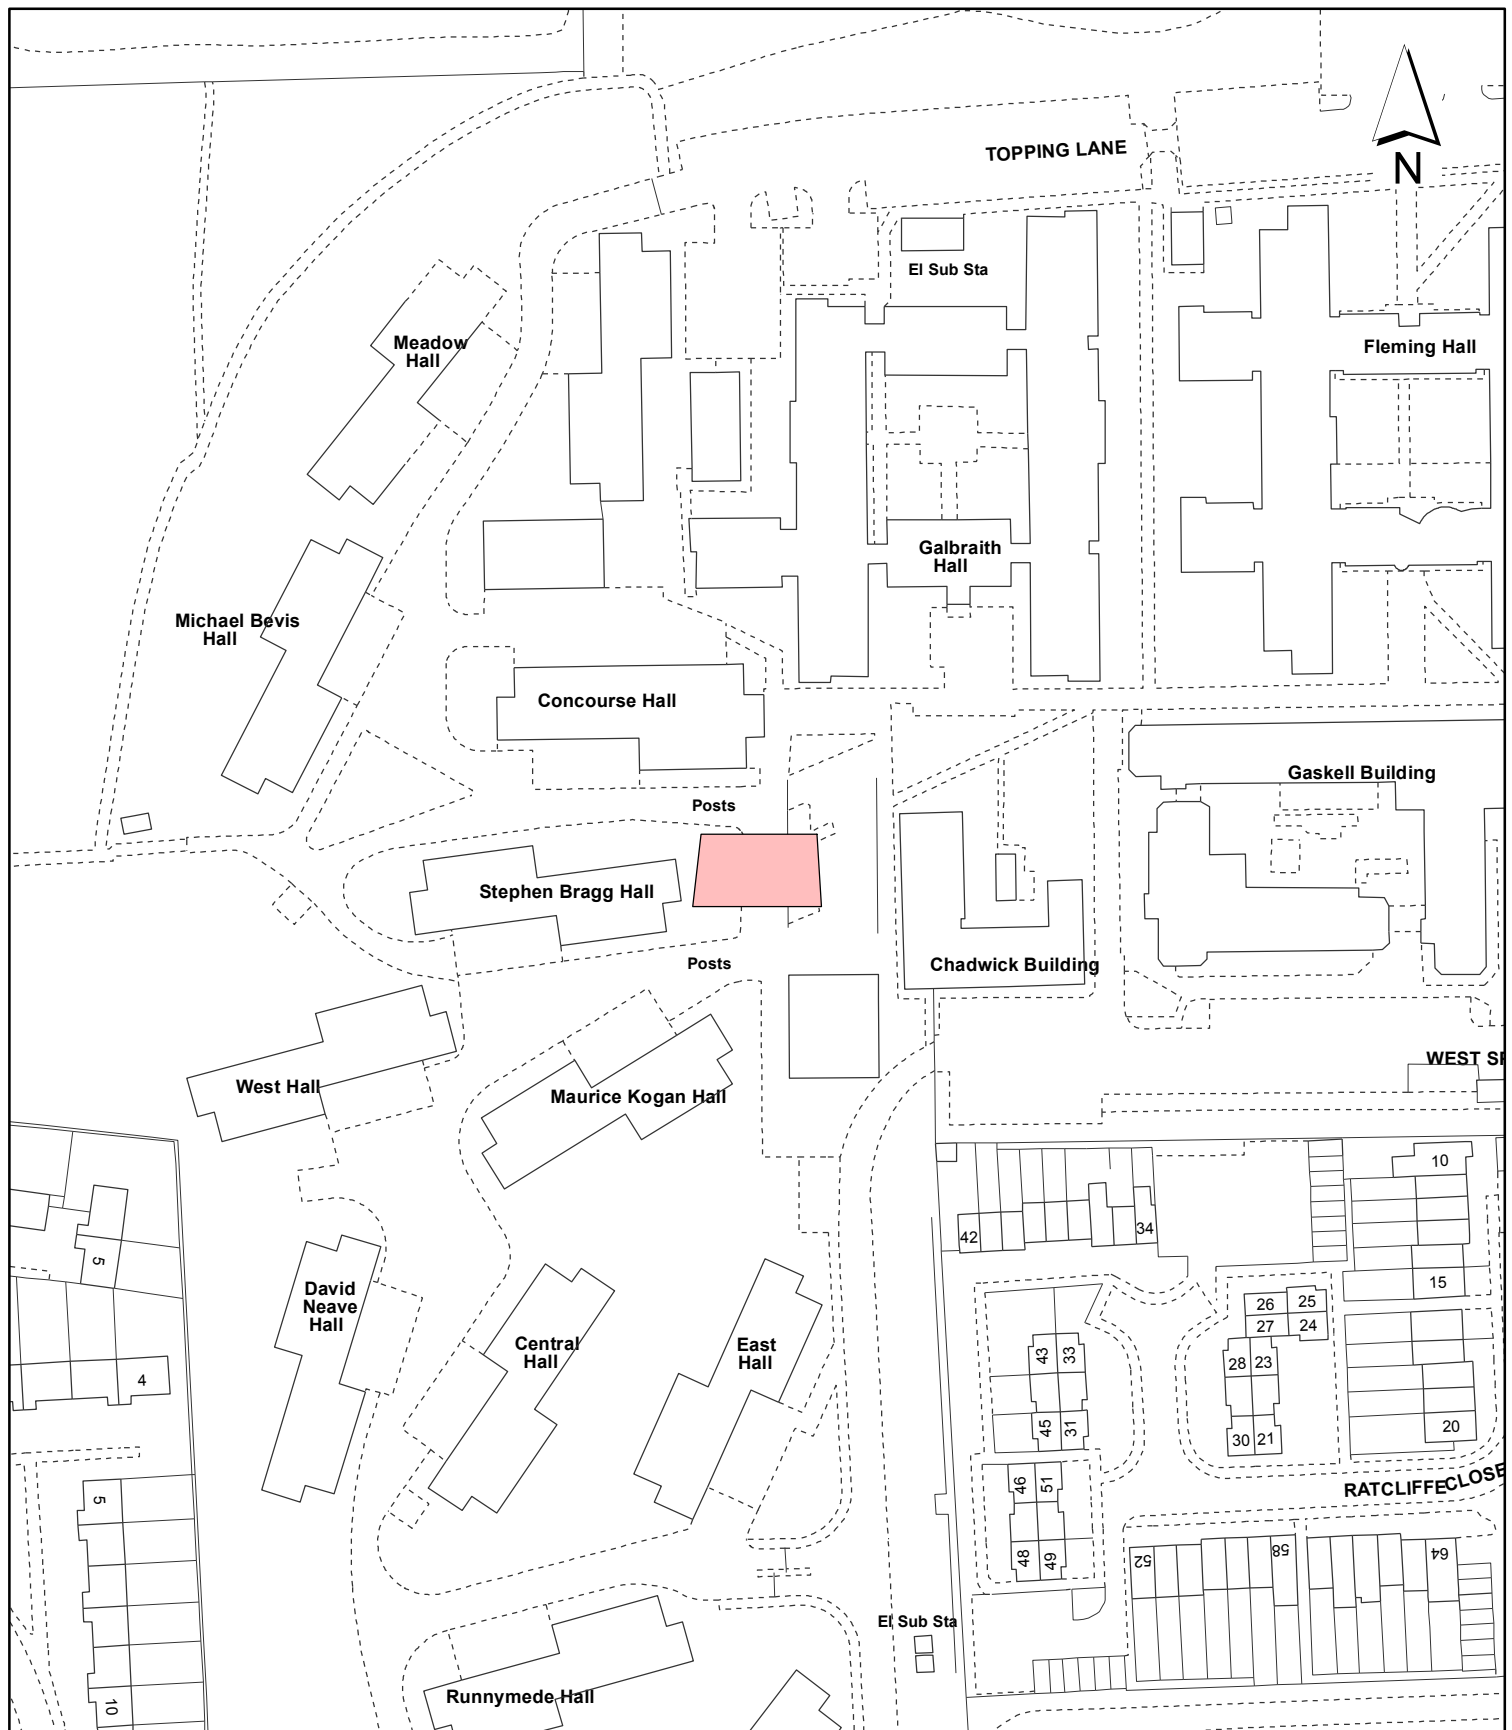 TOPPING LANE
N
El Sub Sta
Meadow
Hall
Fleming Hall
Galbraith
Hall
Michael Bevis
Hall
Concourse Hall
Gaskell Building
Posts
Stephen Bragg Hall
Posts
Chadwick Building
WEST SP
West Hall
Maurice Kogan Hall
10
42
34
5
David
Neave
Hall
15
26
25
27
24
Central
Hall
East
Hall
43
33
28
23
4
45
31
30
21
20
46
51
RATCLIFFE CLOSE
5
48
49
52
58
64
El Sub Sta
Runnymede Hall
10